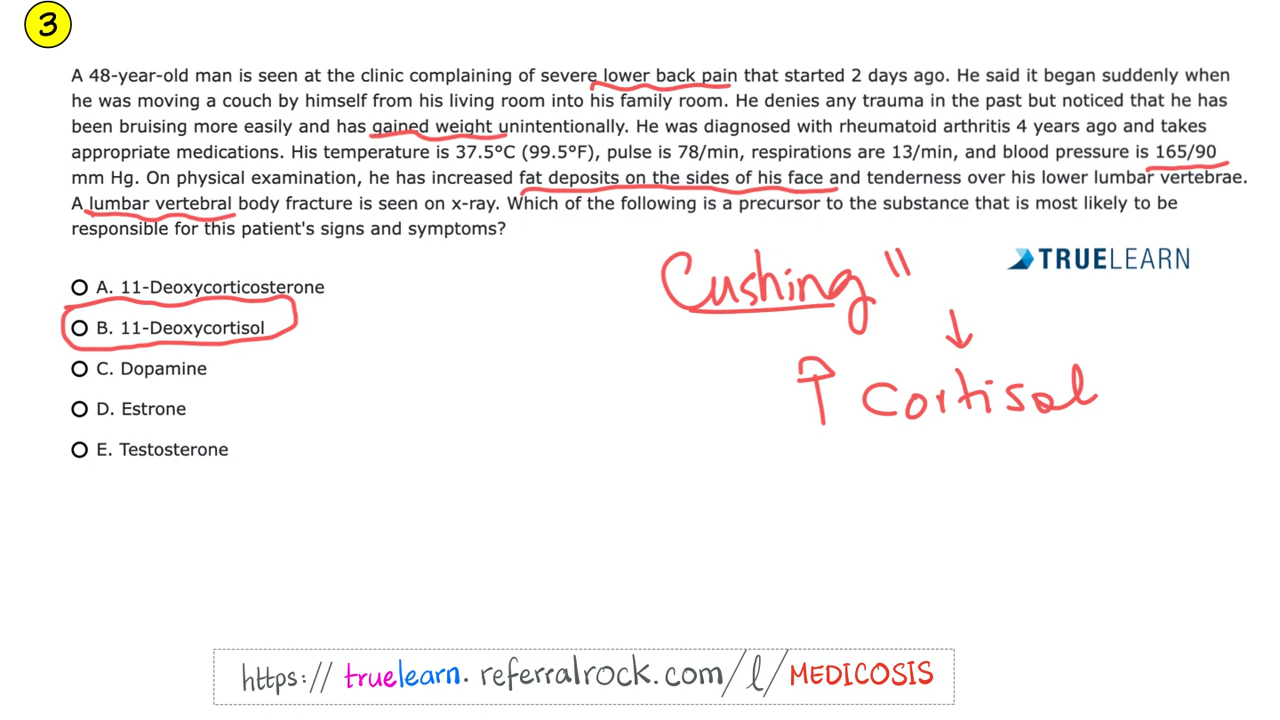 3
A 48-year-old man is seen at the clinic complaining of severe lower back pain that started 2 days ago. He said it began suddenly when
he was moving a couch by himself from his living room into his family room. He denies any trauma in the past but noticed that he has
been bruising more easily and has gained weight unintentionally. He was diagnosed with rheumatoid arthritis 4 years ago and takes
appropriate medications. His temperature is 37.5°C (99.5°F), pulse is 78/min, respirations are 13/min, and blood pressure is 165/90
mm Hg. On physical examination, he has increased fat deposits on the sides of his face and tenderness over his lower lumbar vertebrae.
A lumbar vertebral body fracture is seen on x-ray. Which of the following is a precursor to the substance that is most likely to be
responsible for this patient's signs and symptoms?
TRUELEARN
A. 11-Deoxycorticosterone
B. 11-Deoxycortisol
C. Dopamine
D. Estrone
E. Testosterone
Cushing "
↓
↑ Cortisol
https://truelearn.referralrock.com/l/MEDICOSIS